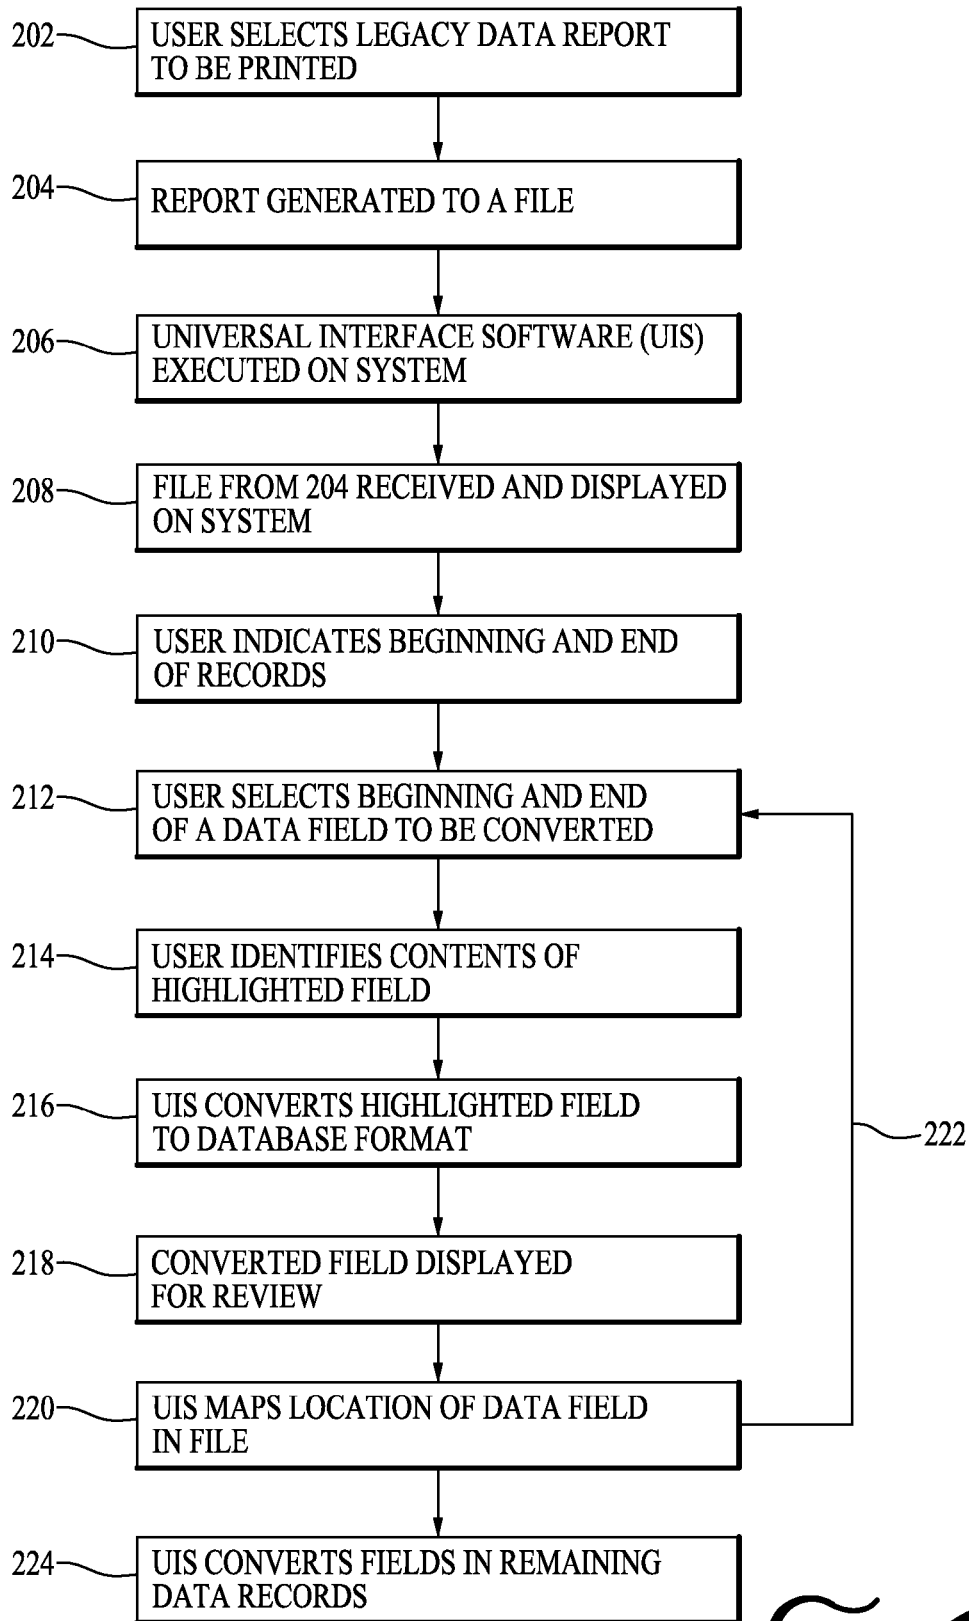 202
USER SELECTS LEGACY DATA REPORT
TO BE PRINTED
204
REPORT GENERATED TO A FILE
206
UNIVERSAL INTERFACE SOFTWARE (UIS)
EXECUTED ON SYSTEM
208
FILE FROM 204 RECEIVED AND DISPLAYED
ON SYSTEM
210
USER INDICATES BEGINNING AND END
OF RECORDS
212
USER SELECTS BEGINNING AND END
OF A DATA FIELD TO BE CONVERTED
214
USER IDENTIFIES CONTENTS OF
HIGHLIGHTED FIELD
216
UIS CONVERTS HIGHLIGHTED FIELD
TO DATABASE FORMAT
222
218
CONVERTED FIELD DISPLAYED
FOR REVIEW
220
UIS MAPS LOCATION OF DATA FIELD
IN FILE
224
UIS CONVERTS FIELDS IN REMAINING
DATA RECORDS